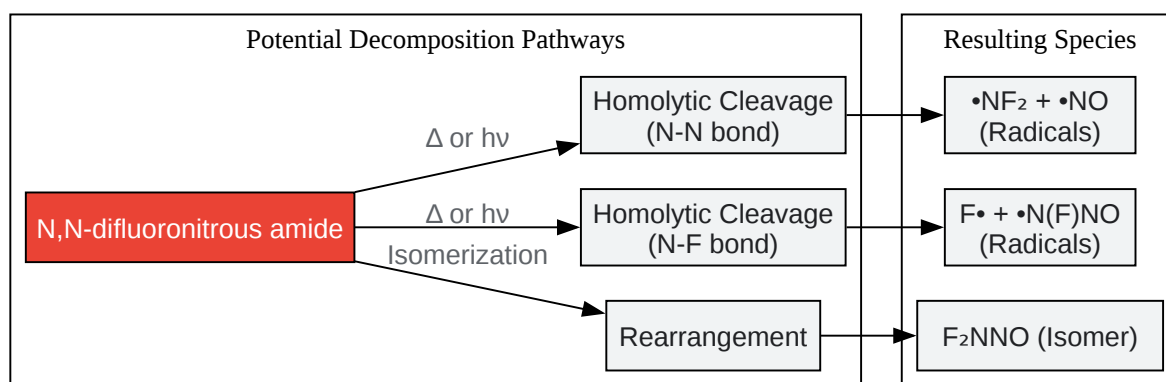 Potential Decomposition Pathways
Resulting Species
N,N-difluoronitrous amide
Δ or hν
Δ or hν
Isomerization
Homolytic Cleavage
(N-N bond)
Homolytic Cleavage
(N-F bond)
Rearrangement
•NF₂ + •NO
(Radicals)
F• + •N(F)NO
(Radicals)
F₂NNO (Isomer)